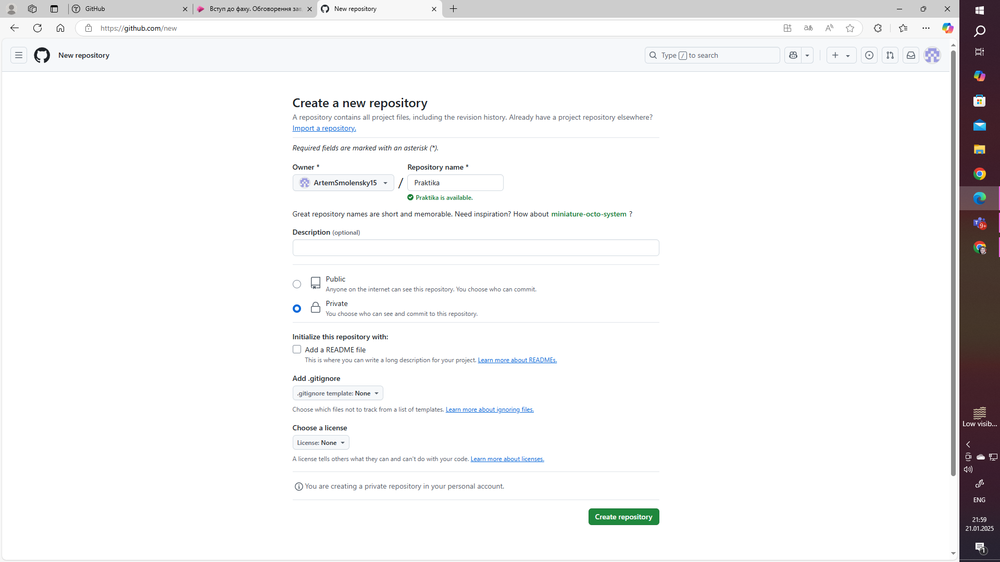 GitHub
Вступ до фаху. Обговорення зав
New repository
https://github.com/new
New repository
Type / to search
Create a new repository
A repository contains all project files, including the revision history. Already have a project repository elsewhere?
Import a repository.
Required fields are marked with an asterisk (*).
Owner *
Repository name *
ArtemSmolensky15
/
Praktika
Praktika is available.
Great repository names are short and memorable. Need inspiration? How about miniature-octo-system ?
Description (optional)
Public
Anyone on the internet can see this repository. You choose who can commit.
Private
You choose who can see and commit to this repository.
Initialize this repository with:
Add a README file
This is where you can write a long description for your project. Learn more about READMEs.
Add .gitignore
.gitignore template: None
Choose which files not to track from a list of templates. Learn more about ignoring files.
Choose a license
License: None
A license tells others what they can and can't do with your code. Learn more about licenses.
You are creating a private repository in your personal account.
Create repository
9+
Low visib...
ENG
21:59
21.01.2025
1